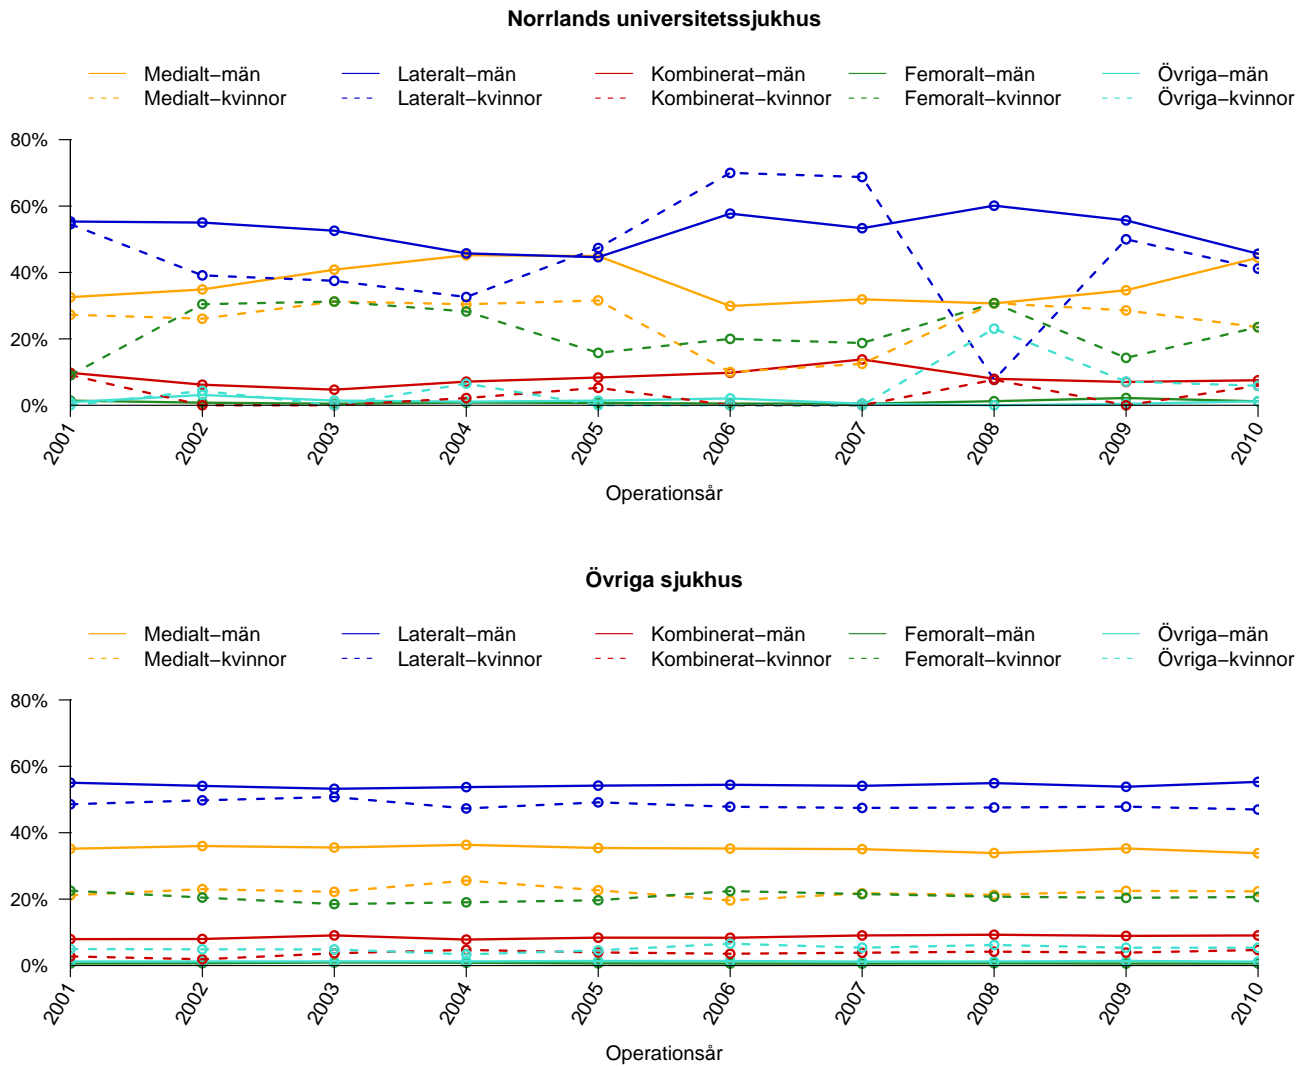 Norrlands universitetssjukhus
Medialt−män Lateralt−män Kombinerat−män Femoralt−män Övriga−män
Medialt−kvinnor Lateralt−kvinnor Kombinerat−kvinnor Femoralt−kvinnor Övriga−kvinnor
80%
60%
40%
20%
0%
2001 2002 2003 2004 2005 2006 2007 2008 2009 2010
Operationsår
Övriga sjukhus
Medialt−män Lateralt−män Kombinerat−män Femoralt−män Övriga−män
Medialt−kvinnor Lateralt−kvinnor Kombinerat−kvinnor Femoralt−kvinnor Övriga−kvinnor
80%
60%
40%
20%
0%
2001 2002 2003 2004 2005 2006 2007 2008 2009 2010
Operationsår